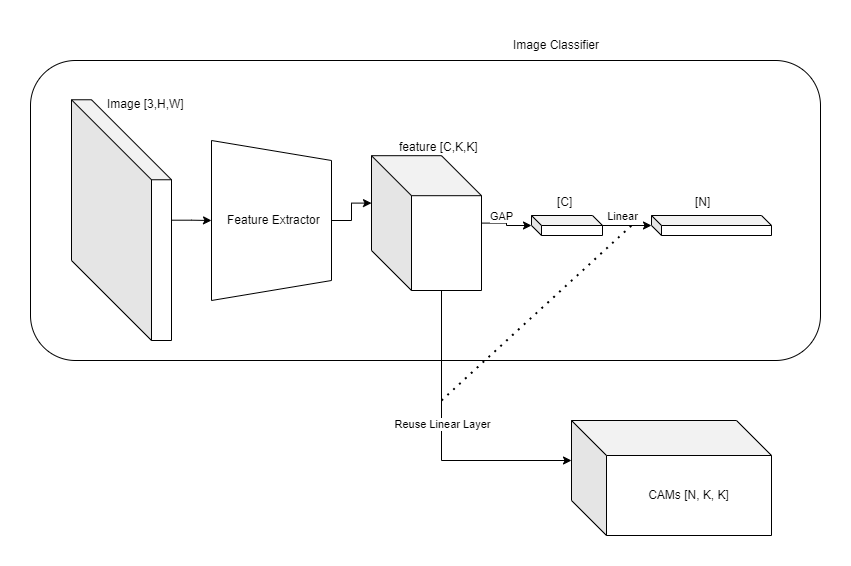 Image Classifier
Image [3,H,W]
feature [C,K,K]
Feature Extractor
GAP
[C]
Linear
[N]
Reuse Linear Layer
CAMs [N, K, K]